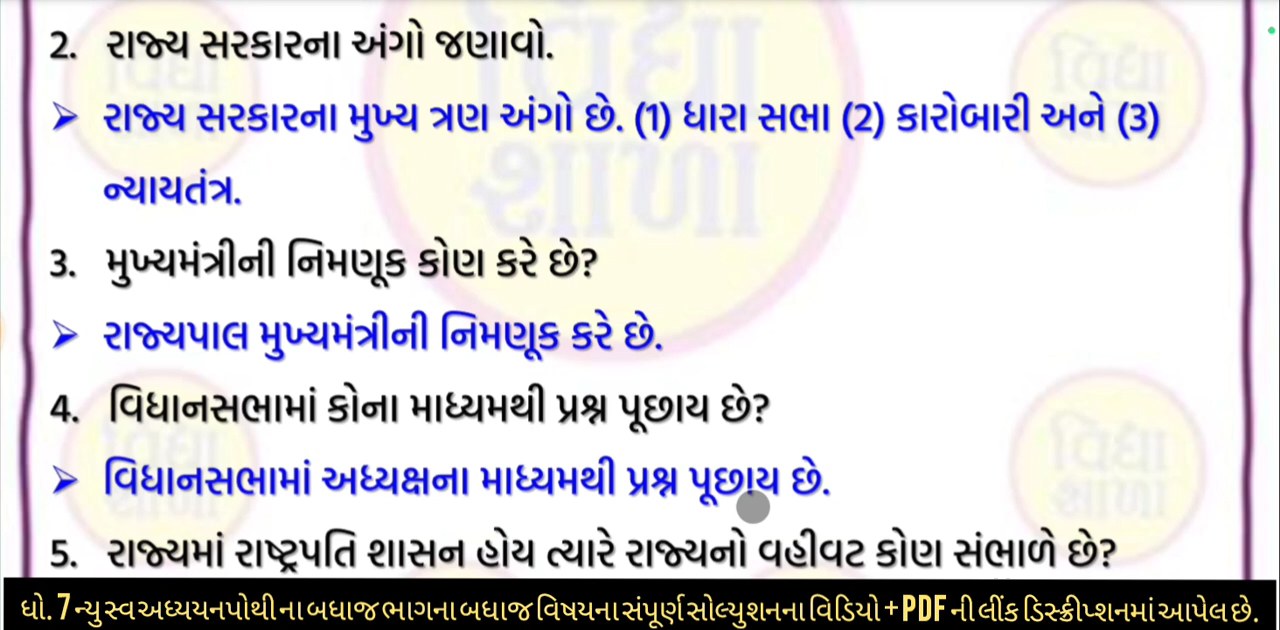 2. રાજ્ય સરકારના અંગો જણાવો.
➢ રાજ્ય સરકારના મુખ્ય ત્રણ અંગો છે. (1) ધારા સભા (2) કારોબારી અને (3)
ન્યાયતંત્ર.
3. મુખ્યમંત્રીની નિમણૂક કોણ કરે છે?
➢ રાજ્યપાલ મુખ્યમંત્રીની નિમણૂક કરે છે.
4. વિધાનસભામાં કોના માધ્યમથી પ્રશ્ન પૂછાય છે?
➢ વિધાનસભામાં અધ્યક્ષના માધ્યમથી પ્રશ્ન પૂછાય છે.
5. રાજ્યમાં રાષ્ટ્રપતિ શાસન હોય ત્યારે રાજ્યનો વહીવટ કોણ સંભાળે છે?
ધો. 7 ન્યુ સ્વઅધ્યયનપોથી ના બધાજ ભાગના બધાજ વિષયના સંપૂર્ણ સોલ્યુશનના વિડિયો + PDF ની લીંક ડિસ્ક્રીપ્શનમાં આપેલ છે.
વિદ્યા
શાળા
વિદ્યા
વિદ્યા
વિદ્યા
શાળા
વિદ્યા
શાળા